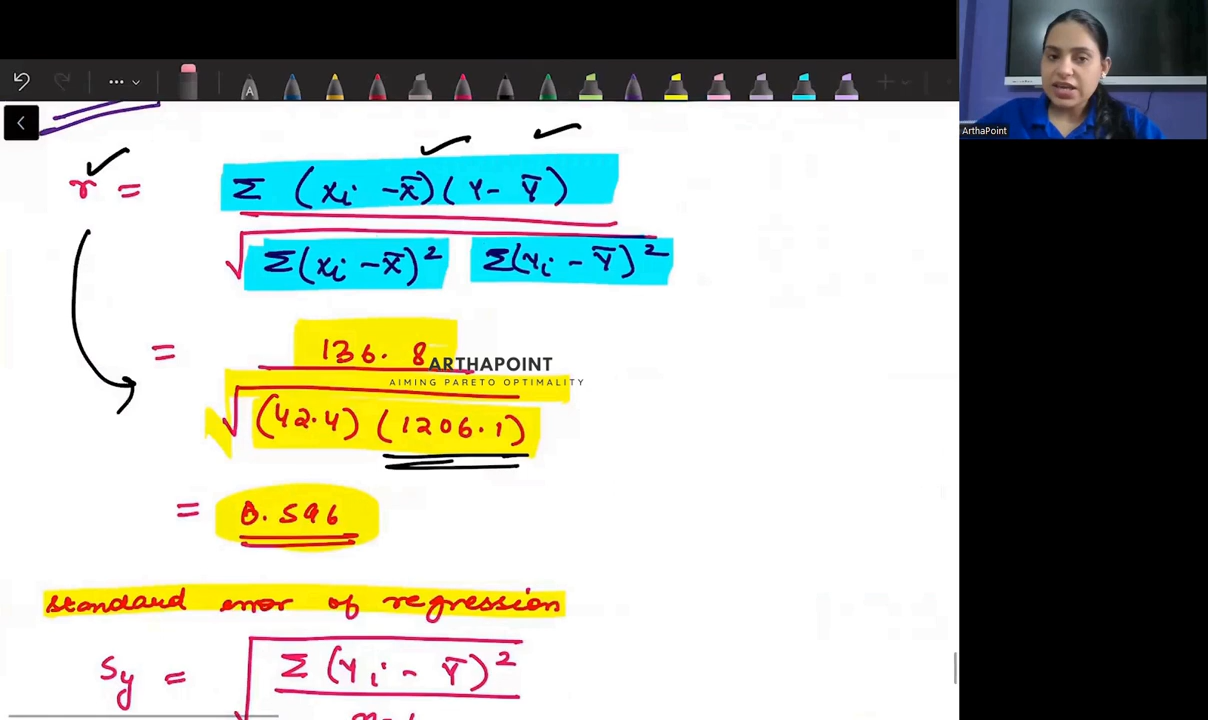 ArthaPoint
r = Σ (xi - x̄)(Y - Ȳ)
√ Σ(xi - x̄)² Σ(Yi - Ȳ)²
= 136.8
ARTHAPOINT
AIMING PARETO OPTIMALITY
√ (42.4) (1206.1)
= 0.596
Standard error of regression
Sy = √ Σ (Yi - Ȳ)²